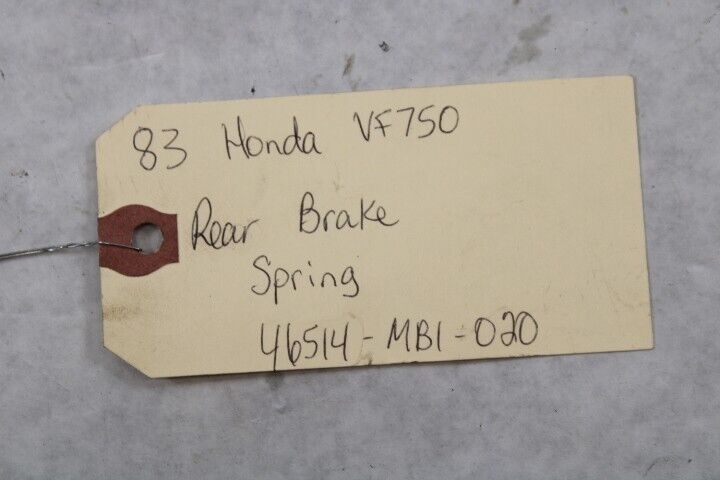 83 Honda VF750
Rear Brake
Spring
46514-MB1-020